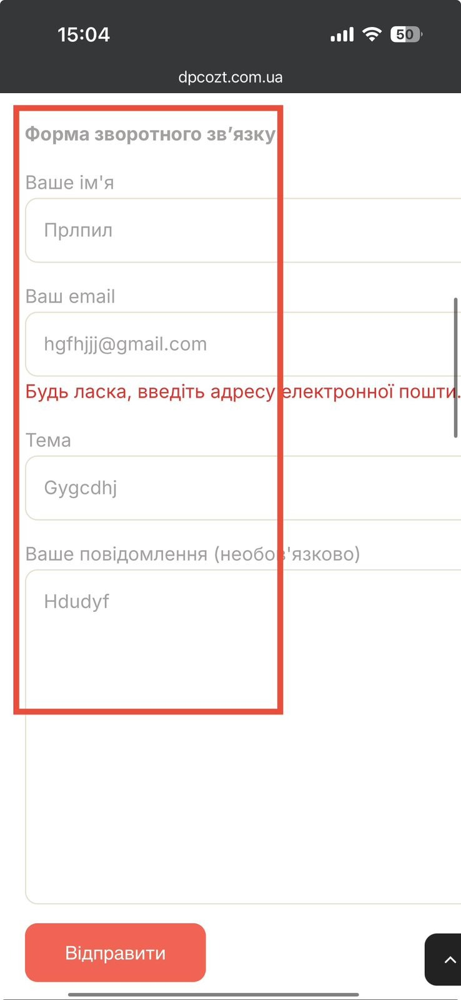 15:04
50
dpcozt.com.ua
Форма зворотного зв’язку
Ваше ім'я
Прлпил
Ваш email
hgfhjjj@gmail.com
Будь ласка, введіть адресу електронної пошти.
Тема
Gygcdhj
Ваше повідомлення (необов'язково)
Hdudyf
Відправити